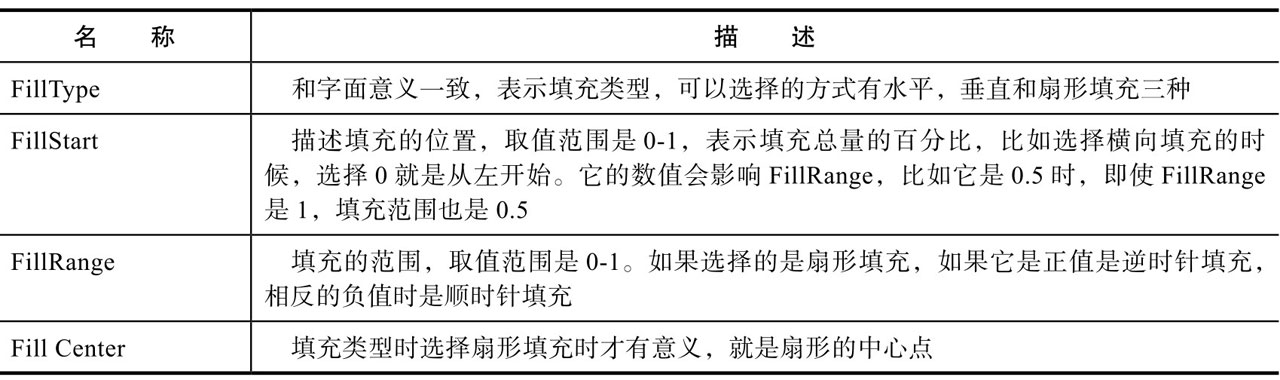 名 称 描 述
FillType 和字面意义一致，表示填充类型，可以选择的方式有水平，垂直和扇形填充三种
FillStart 描述填充的位置，取值范围是 0-1，表示填充总量的百分比，比如选择横向填充的时
候，选择 0 就是从左开始。它的数值会影响 FillRange，比如它是 0.5 时，即使 FillRange
是 1，填充范围也是 0.5
FillRange 填充的范围，取值范围是 0-1。如果选择的是扇形填充，如果它是正值是逆时针填充，
相反的负值时是顺时针填充
Fill Center 填充类型时选择扇形填充时才有意义，就是扇形的中心点